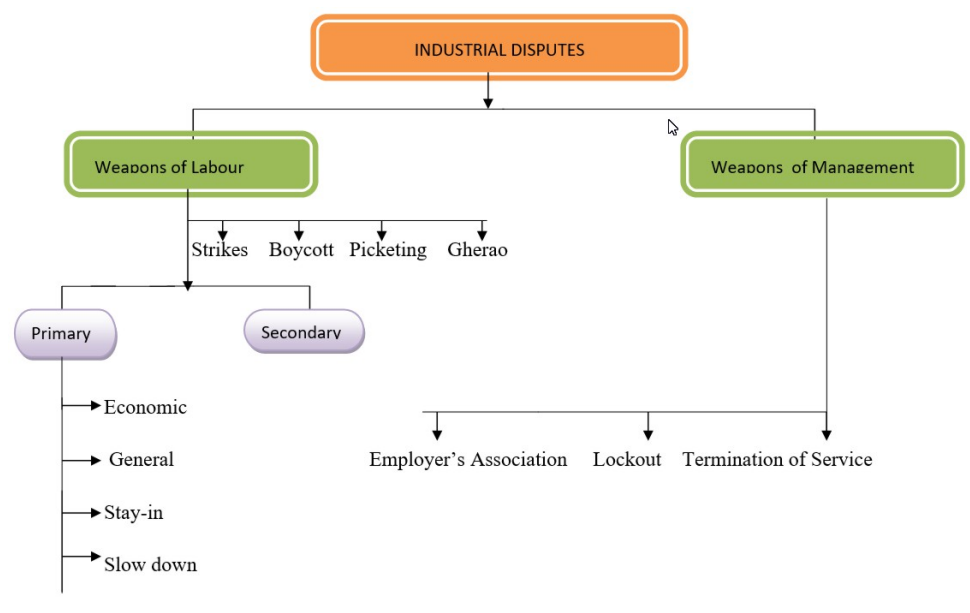 INDUSTRIAL DISPUTES
Weapons of Labour
Weapons of Management
Strikes Boycott Picketing Gherao
Primary
Secondary
Economic
General
Stay-in
Slow down
Employer's Association Lockout Termination of Service